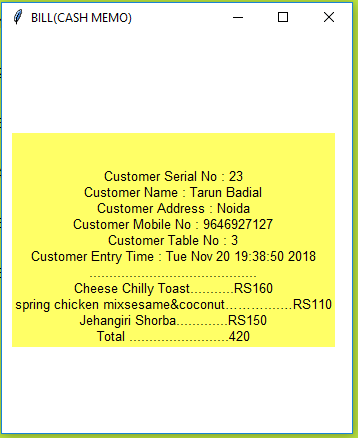 BILL(CASH MEMO)
Customer Serial No : 23
Customer Name : Tarun Badial
Customer Address : Noida
Customer Mobile No : 9646927127
Customer Table No : 3
Customer Entry Time : Tue Nov 20 19:38:50 2018
..........................................
Cheese Chilly Toast...........RS160
spring chicken mixsesame&coconut.................RS110
Jehangiri Shorba.............RS150
Total .........................420